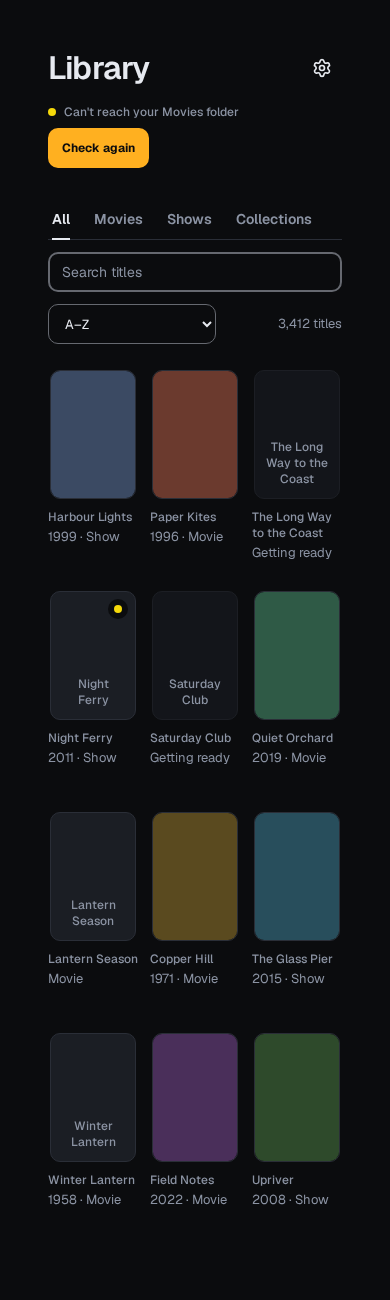 Library
Can't reach your Movies folder
Check again
All Movies Shows Collections
Search titles
A–Z
3,412 titles
The Long
Way to the
Coast
Harbour Lights
1999 · Show
Paper Kites
1996 · Movie
The Long Way
to the Coast
Getting ready
Night
Ferry
Saturday
Club
Night Ferry
2011 · Show
Saturday Club
Getting ready
Quiet Orchard
2019 · Movie
Lantern
Season
Lantern Season
Movie
Copper Hill
1971 · Movie
The Glass Pier
2015 · Show
Winter
Lantern
Winter Lantern
1958 · Movie
Field Notes
2022 · Movie
Upriver
2008 · Show